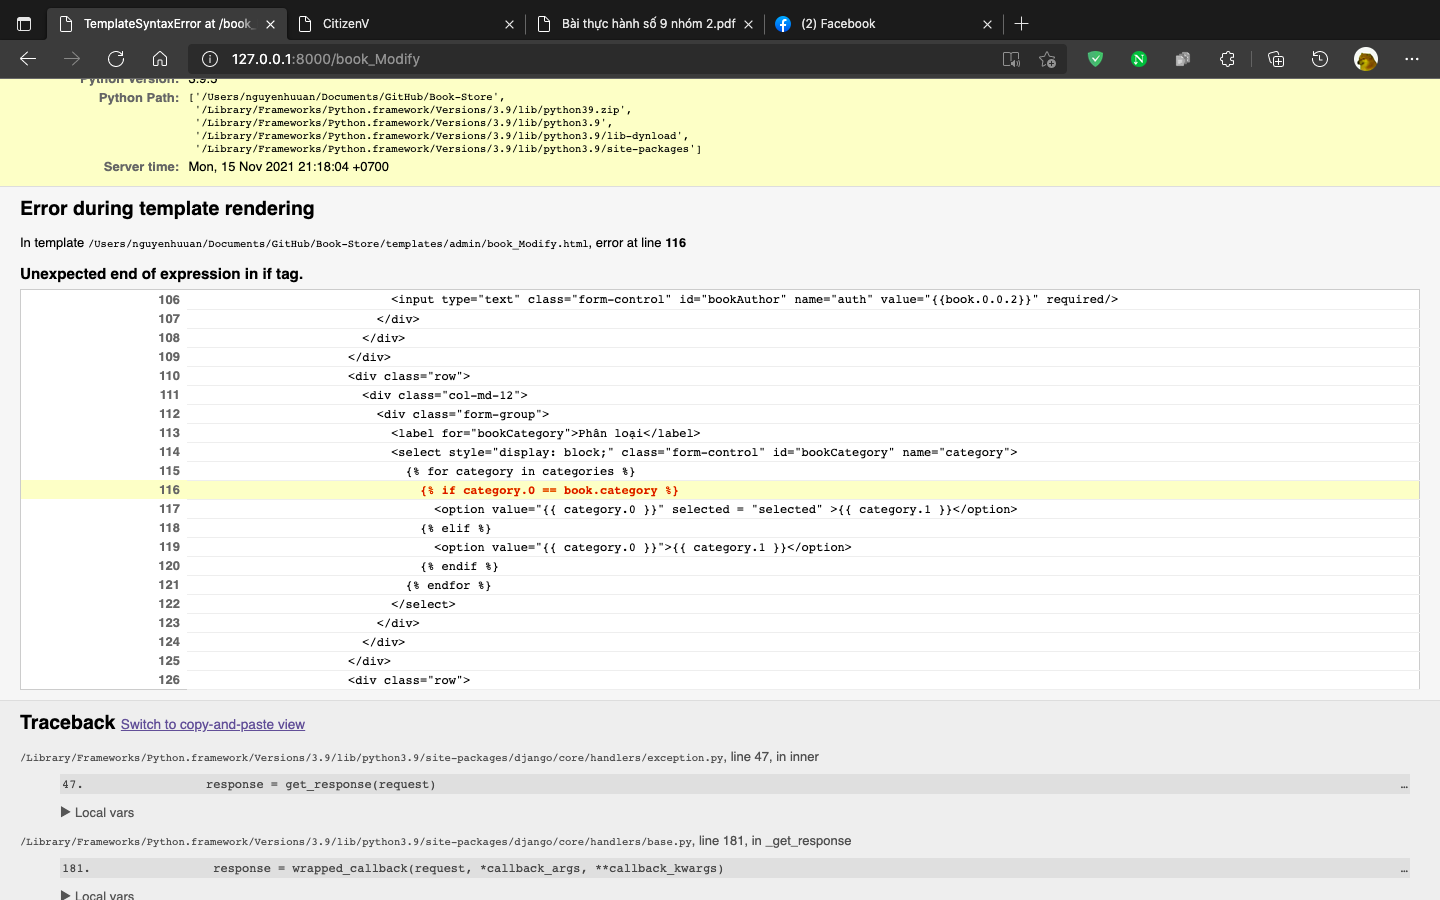 TemplateSyntaxError at /book_
CitizenV
Bài thực hành số 9 nhóm 2.pdf
(2) Facebook
127.0.0.1:8000/book_Modify
Python Version: 3.9.5
Python Path: ['/Users/nguyenhuuan/Documents/GitHub/Book-Store',
'/Library/Frameworks/Python.framework/Versions/3.9/lib/python39.zip',
'/Library/Frameworks/Python.framework/Versions/3.9/lib/python3.9',
'/Library/Frameworks/Python.framework/Versions/3.9/lib/python3.9/lib-dynload',
'/Library/Frameworks/Python.framework/Versions/3.9/lib/python3.9/site-packages']
Server time: Mon, 15 Nov 2021 21:18:04 +0700
Error during template rendering
In template /Users/nguyenhuuan/Documents/GitHub/Book-Store/templates/admin/book_Modify.html, error at line 116
Unexpected end of expression in if tag.
106 <input type="text" class="form-control" id="bookAuthor" name="auth" value="{{book.0.0.2}}" required/>
107 </div>
108 </div>
109 </div>
110 <div class="row">
111 <div class="col-md-12">
112 <div class="form-group">
113 <label for="bookCategory">Phân loại</label>
114 <select style="display: block;" class="form-control" id="bookCategory" name="category">
115 {% for category in categories %}
116 {% if category.0 == book.category %}
117 <option value="{{ category.0 }}" selected = "selected" >{{ category.1 }}</option>
118 {% elif %}
119 <option value="{{ category.0 }}">{{ category.1 }}</option>
120 {% endif %}
121 {% endfor %}
122 </select>
123 </div>
124 </div>
125 </div>
126 <div class="row">
Traceback Switch to copy-and-paste view
/Library/Frameworks/Python.framework/Versions/3.9/lib/python3.9/site-packages/django/core/handlers/exception.py, line 47, in inner
47. response = get_response(request) …
▶ Local vars
/Library/Frameworks/Python.framework/Versions/3.9/lib/python3.9/site-packages/django/core/handlers/base.py, line 181, in _get_response
181. response = wrapped_callback(request, *callback_args, **callback_kwargs) …
▶ Local vars